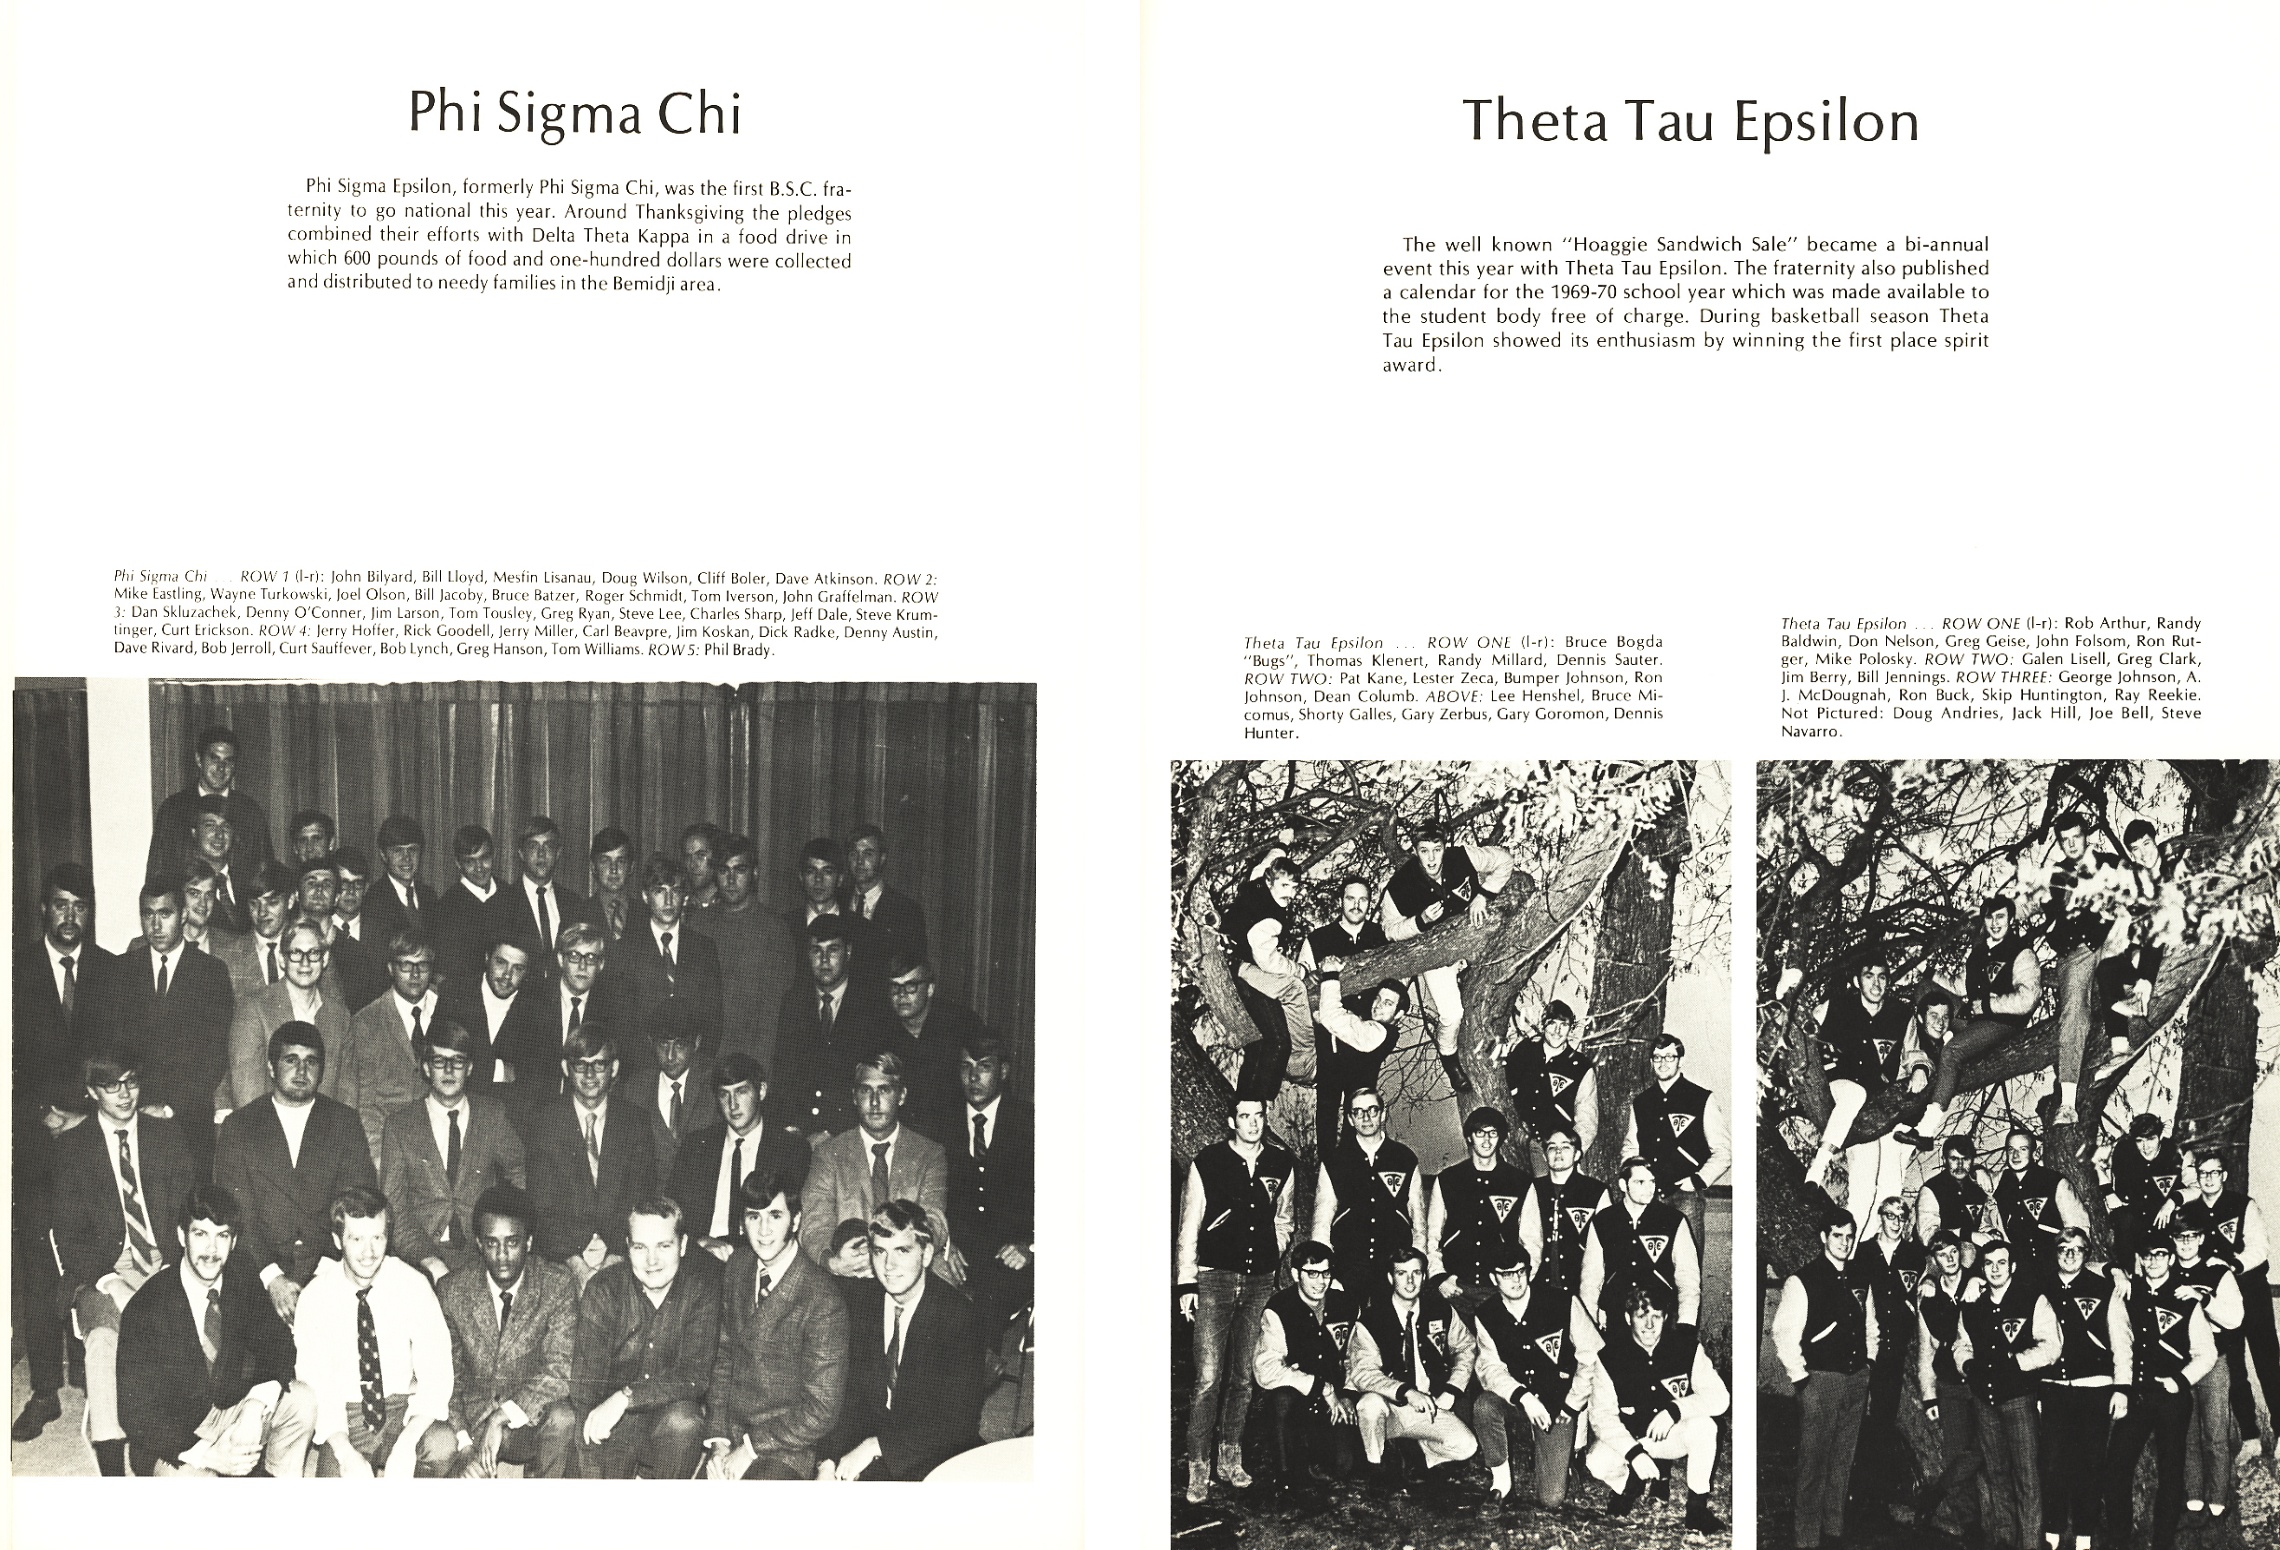 Phi Sigma Chi
Phi Sigma Epsilon, formerly Phi Sigma Chi, was the first B.S.C. fra-
ternity to go national this year. Around Thanksgiving the pledges
combined their efforts with Delta Theta Kappa in a food drive in
which 600 pounds of food and one-hundred dollars were collected
and distributed to needy families in the Bemidji area.
Phi Sigma Chi ... ROW 1 (l-r): John Bilyard, Bill Lloyd, Mesfin Lisanau, Doug Wilson, Cliff Boler, Dave Atkinson. ROW 2:
Mike Eastling, Wayne Turkowski, Joel Olson, Bill Jacoby, Bruce Batzer, Roger Schmidt, Tom Iverson, John Graffelman. ROW
3: Dan Skluzachek, Denny O'Conner, Jim Larson, Tom Tousley, Greg Ryan, Steve Lee, Charles Sharp, Jeff Dale, Steve Krum-
tinger, Curt Erickson. ROW 4: Jerry Hoffer, Rick Goodell, Jerry Miller, Carl Beavpre, Jim Koskan, Dick Radke, Denny Austin,
Dave Rivard, Bob Jerroll, Curt Sauffever, Bob Lynch, Greg Hanson, Tom Williams. ROW 5: Phil Brady.
Theta Tau Epsilon
The well known "Hoaggie Sandwich Sale" became a bi-annual
event this year with Theta Tau Epsilon. The fraternity also published
a calendar for the 1969-70 school year which was made available to
the student body free of charge. During basketball season Theta
Tau Epsilon showed its enthusiasm by winning the first place spirit
award.
Theta Tau Epsilon ... ROW ONE (l-r): Bruce Bogda
"Bugs", Thomas Klenert, Randy Millard, Dennis Sauter.
ROW TWO: Pat Kane, Lester Zeca, Bumper Johnson, Ron
Johnson, Dean Columb. ABOVE: Lee Henshel, Bruce Mi-
comus, Shorty Galles, Gary Zerbus, Gary Goromon, Dennis
Hunter.
Theta Tau Epsilon ... ROW ONE (l-r): Rob Arthur, Randy
Baldwin, Don Nelson, Greg Geise, John Folsom, Ron Rut-
ger, Mike Polosky. ROW TWO: Galen Lisell, Greg Clark,
Jim Berry, Bill Jennings. ROW THREE: George Johnson, A.
J. McDougnah, Ron Buck, Skip Huntington, Ray Reekie.
Not Pictured: Doug Andries, Jack Hill, Joe Bell, Steve
Navarro.